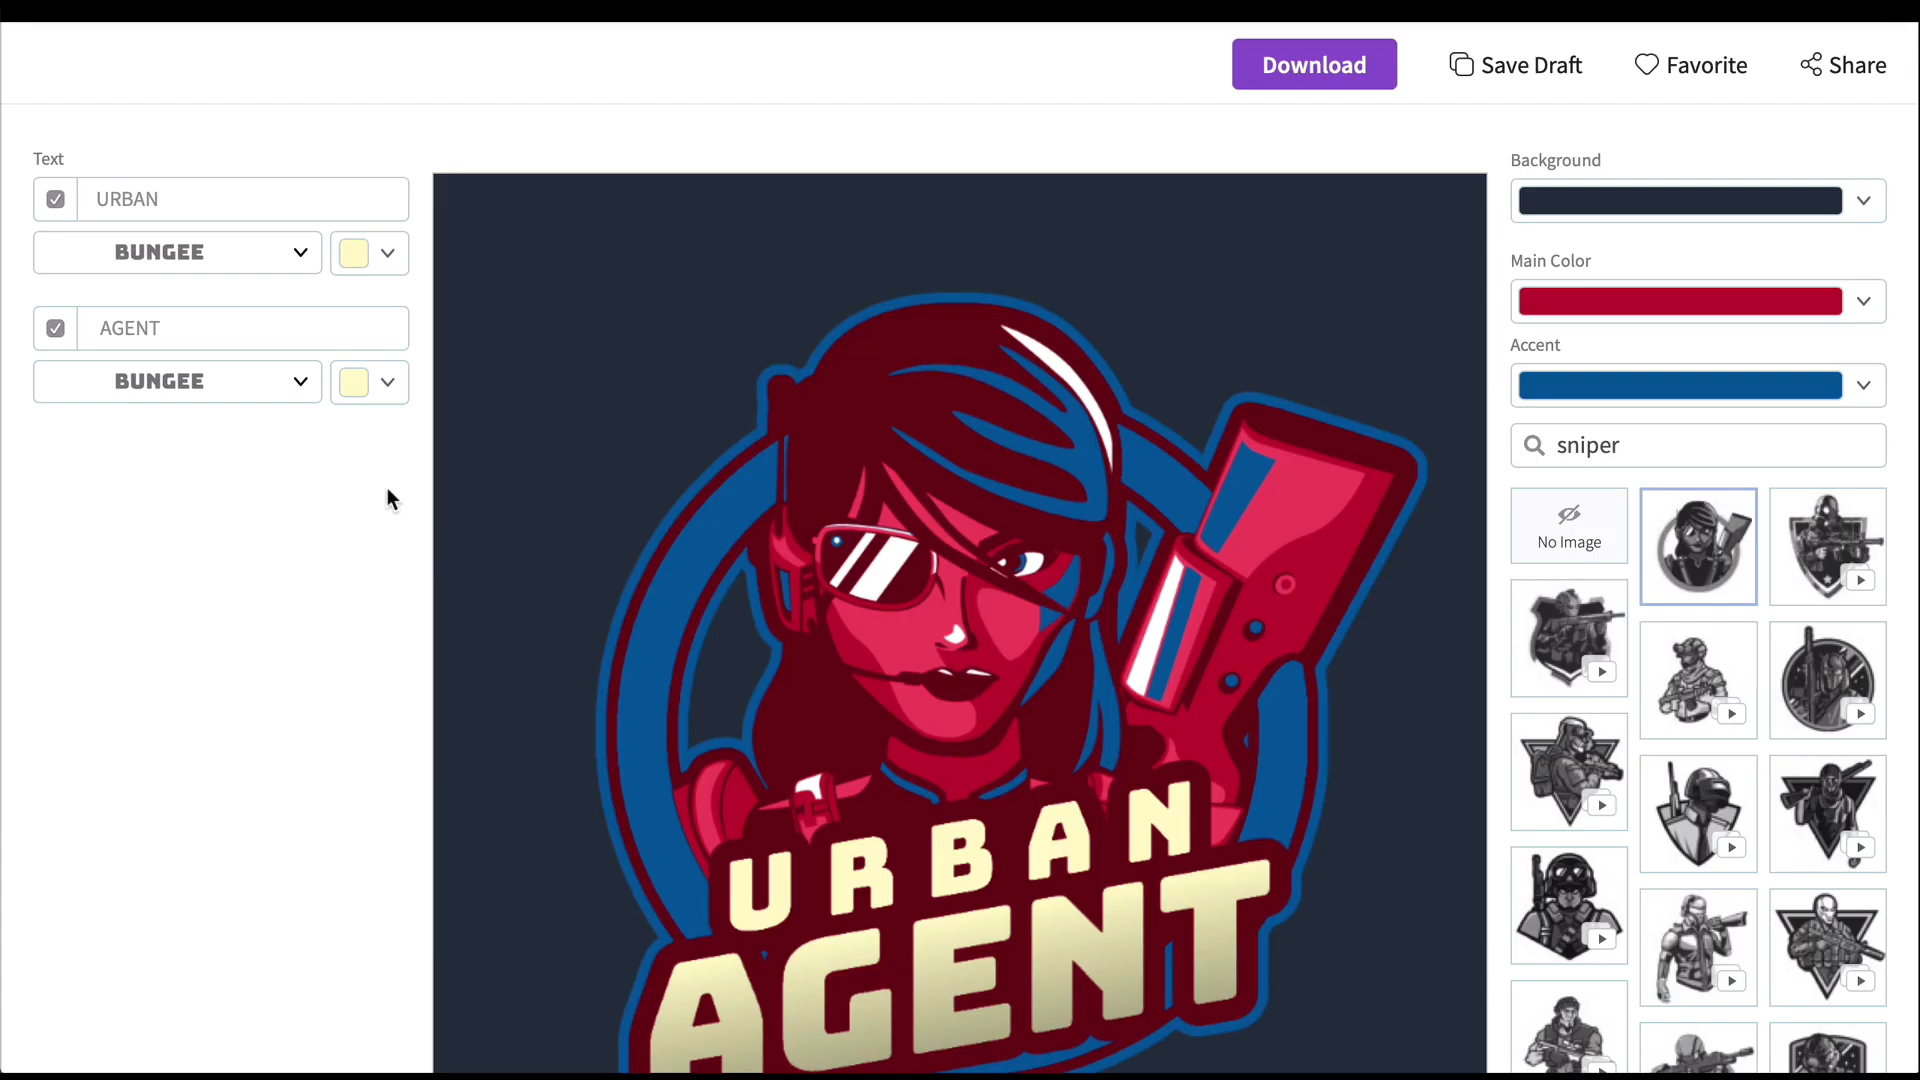 Download
Save Draft
Favorite
Share
Text
URBAN
BUNGEE
AGENT
BUNGEE
URBAN
AGENT
Background
Main Color
Accent
sniper
No Image